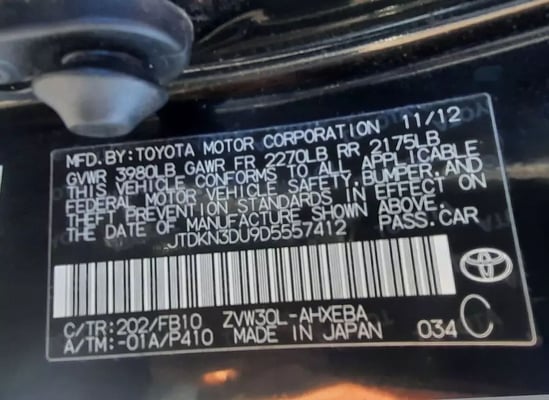 MFD.BY:TOYOTA MOTOR CORPORATION 11/12
GVWR 3980LB GAWR FR 2270LB RR 2175LB
THIS VEHICLE CONFORMS TO ALL APPLICABLE
FEDERAL MOTOR VEHICLE SAFETY,BUMPER,AND
THEFT PREVENTION STANDARDS IN EFFECT ON
THE DATE OF MANUFACTURE SHOWN ABOVE.
JTDKN3DU9D5557412 PASS.CAR
C/TR:202/FB10 ZVW30L-AHXEBA
A/TM:-01A/P410 MADE IN JAPAN 034 C